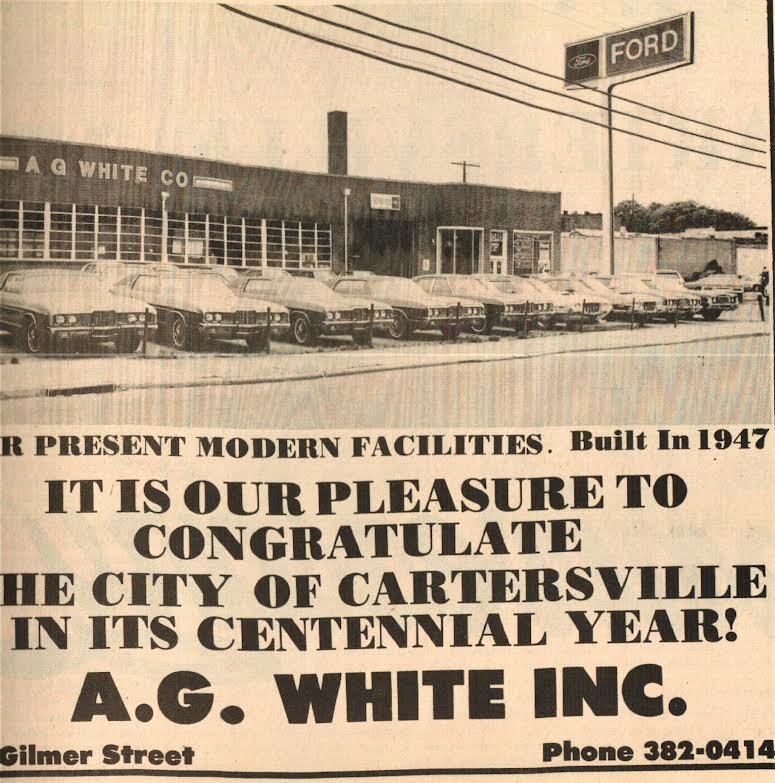 Ford FORD
A G WHITE CO
R PRESENT MODERN FACILITIES. Built In 1947
IT IS OUR PLEASURE TO
CONGRATULATE
HE CITY OF CARTERSVILLE
IN ITS CENTENNIAL YEAR!
A.G. WHITE INC.
Gilmer Street Phone 382-0414